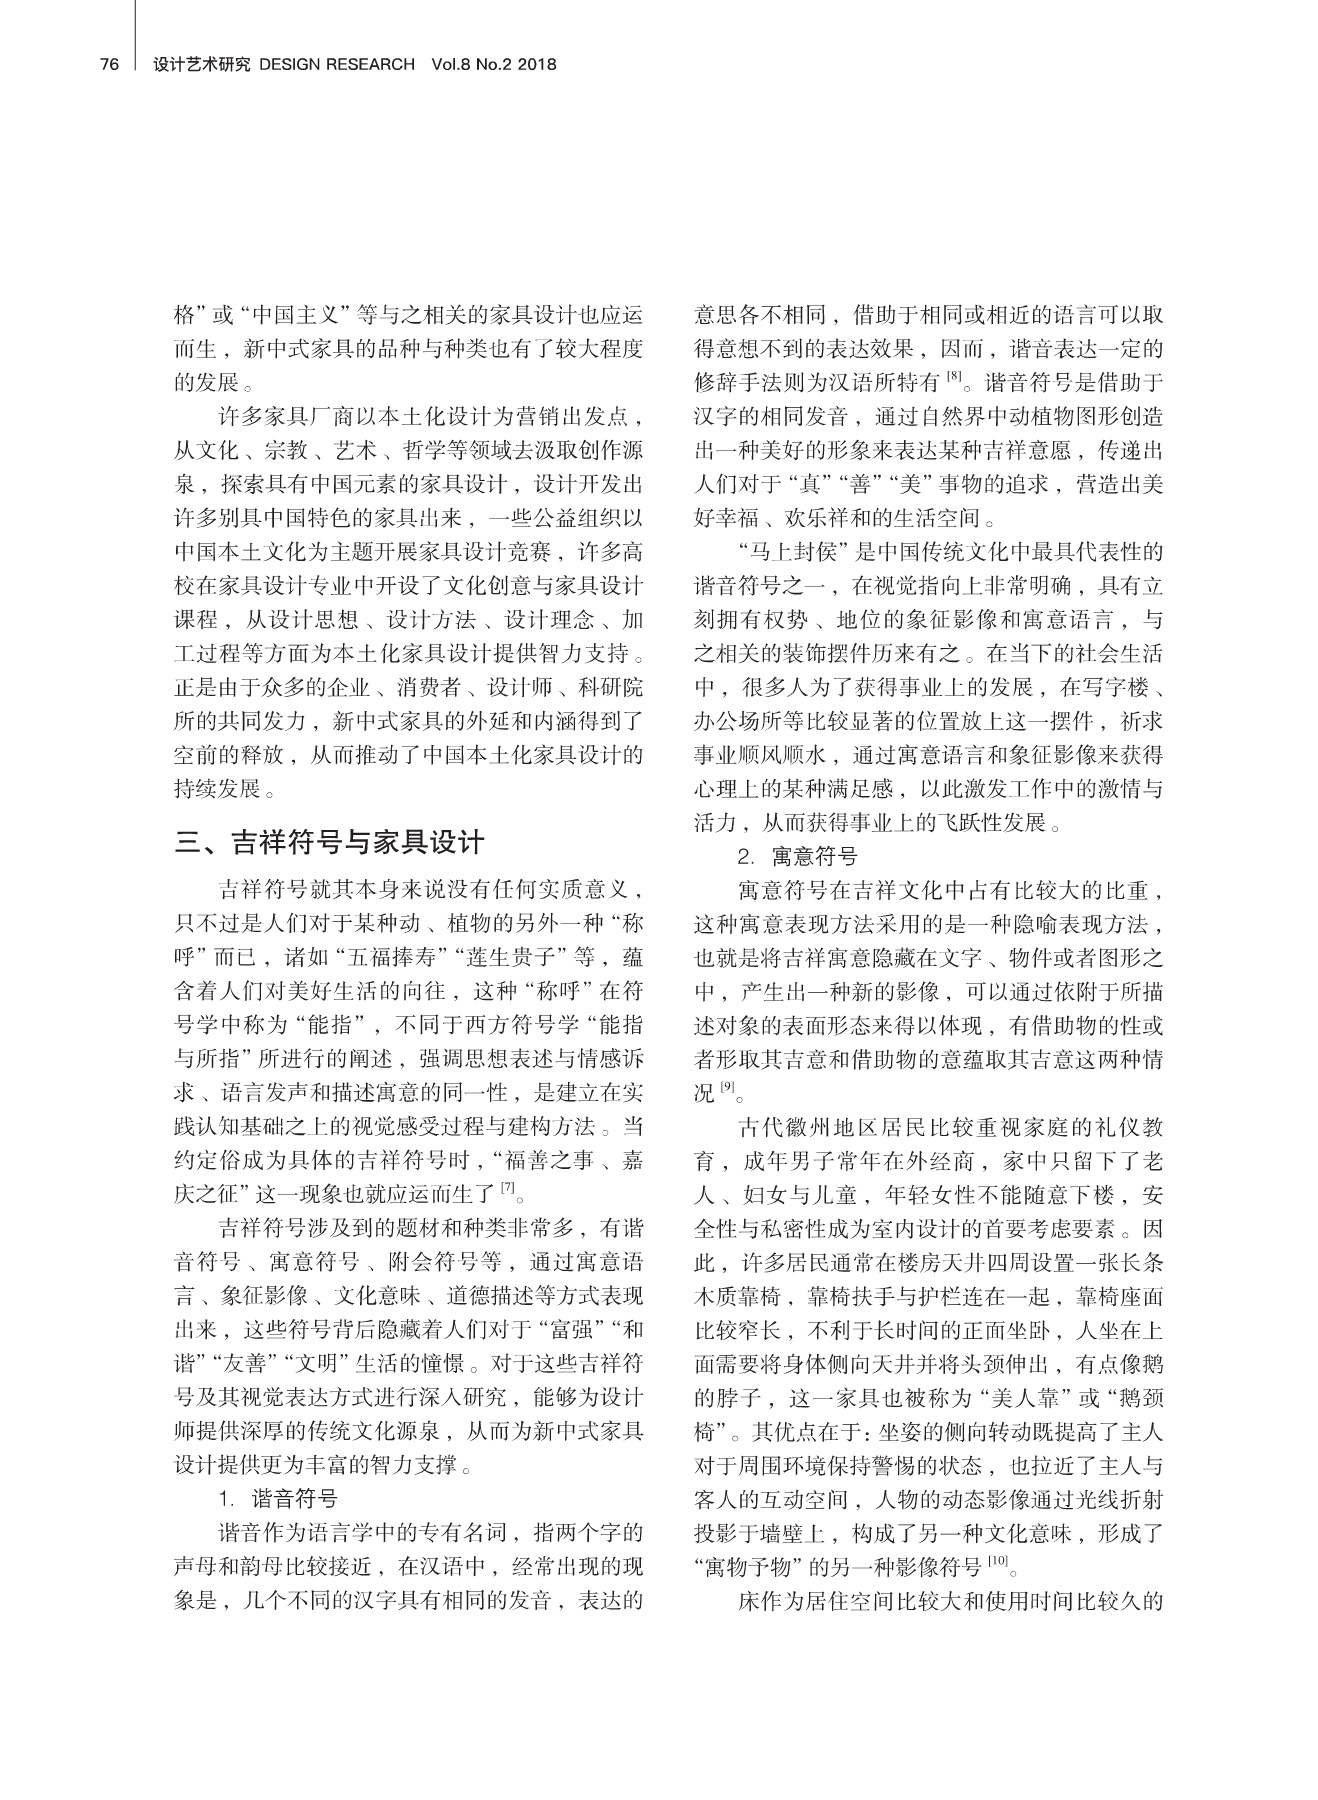 76 设计艺术研究 DESIGN RESEARCH Vol.8 No.2 2018
格”或“中国主义”等与之相关的家具设计也应运
而生，新中式家具的品种与种类也有了较大程度
的发展。
许多家具厂商以本土化设计为营销出发点，
从文化、宗教、艺术、哲学等领域去汲取创作源
泉，探索具有中国元素的家具设计，设计开发出
许多别具中国特色的家具出来，一些公益组织以
中国本土文化为主题开展家具设计竞赛，许多高
校在家具设计专业中开设了文化创意与家具设计
课程，从设计思想、设计方法、设计理念、加
工过程等方面为本土化家具设计提供智力支持。
正是由于众多的企业、消费者、设计师、科研院
所的共同发力，新中式家具的外延和内涵得到了
空前的释放，从而推动了中国本土化家具设计的
持续发展。
三、吉祥符号与家具设计
吉祥符号就其本身来说没有任何实质意义，
只不过是人们对于某种动、植物的另外一种“称
呼”而已，诸如“五福捧寿”“莲生贵子”等，蕴
含着人们对美好生活的向往，这种“称呼”在符
号学中称为“能指”，不同于西方符号学“能指
与所指”所进行的阐述，强调思想表述与情感诉
求、语言发声和描述寓意的同一性，是建立在实
践认知基础之上的视觉感受过程与建构方法。当
约定俗成为具体的吉祥符号时，“福善之事、嘉
庆之征”这一现象也就应运而生了[7]。
吉祥符号涉及到的题材和种类非常多，有谐
音符号、寓意符号、附会符号等，通过寓意语
言、象征影像、文化意味、道德描述等方式表现
出来，这些符号背后隐藏着人们对于“富强”“和
谐”“友善”“文明”生活的憧憬。对于这些吉祥符
号及其视觉表达方式进行深入研究，能够为设计
师提供深厚的传统文化源泉，从而为新中式家具
设计提供更为丰富的智力支撑。
1. 谐音符号
谐音作为语言学中的专有名词，指两个字的
声母和韵母比较接近，在汉语中，经常出现的现
象是，几个不同的汉字具有相同的发音，表达的
意思各不相同，借助于相同或相近的语言可以取
得意想不到的表达效果，因而，谐音表达一定的
修辞手法则为汉语所特有[8]。谐音符号是借助于
汉字的相同发音，通过自然界中动植物图形创造
出一种美好的形象来表达某种吉祥意愿，传递出
人们对于“真”“善”“美”事物的追求，营造出美
好幸福、欢乐祥和的生活空间。
“马上封侯”是中国传统文化中最具代表性的
谐音符号之一，在视觉指向上非常明确，具有立
刻拥有权势、地位的象征影像和寓意语言，与
之相关的装饰摆件历来有之。在当下的社会生活
中，很多人为了获得事业上的发展，在写字楼、
办公场所等比较显著的位置放上这一摆件，祈求
事业顺风顺水，通过寓意语言和象征影像来获得
心理上的某种满足感，以此激发工作中的激情与
活力，从而获得事业上的飞跃性发展。
2. 寓意符号
寓意符号在吉祥文化中占有比较大的比重，
这种寓意表现方法采用的是一种隐喻表现方法，
也就是将吉祥寓意隐藏在文字、物件或者图形之
中，产生出一种新的影像，可以通过依附于所描
述对象的表面形态来得以体现，有借助物的性或
者形取其吉意和借助物的意蕴取其吉意这两种情
况[9]。
古代徽州地区居民比较重视家庭的礼仪教
育，成年男子常年在外经商，家中只留下了老
人、妇女与儿童，年轻女性不能随意下楼，安
全性与私密性成为室内设计的首要考虑要素。因
此，许多居民通常在楼房天井四周设置一张长条
木质靠椅，靠椅扶手与护栏连在一起，靠椅座面
比较窄长，不利于长时间的正面坐卧，人坐在上
面需要将身体侧向天井并将头颈伸出，有点像鹅
的脖子，这一家具也被称为“美人靠”或“鹅颈
椅”。其优点在于：坐姿的侧向转动既提高了主人
对于周围环境保持警惕的状态，也拉近了主人与
客人的互动空间，人物的动态影像通过光线折射
投影于墙壁上，构成了另一种文化意味，形成了
“寓物予物”的另一种影像符号[10]。
床作为居住空间比较大和使用时间比较久的